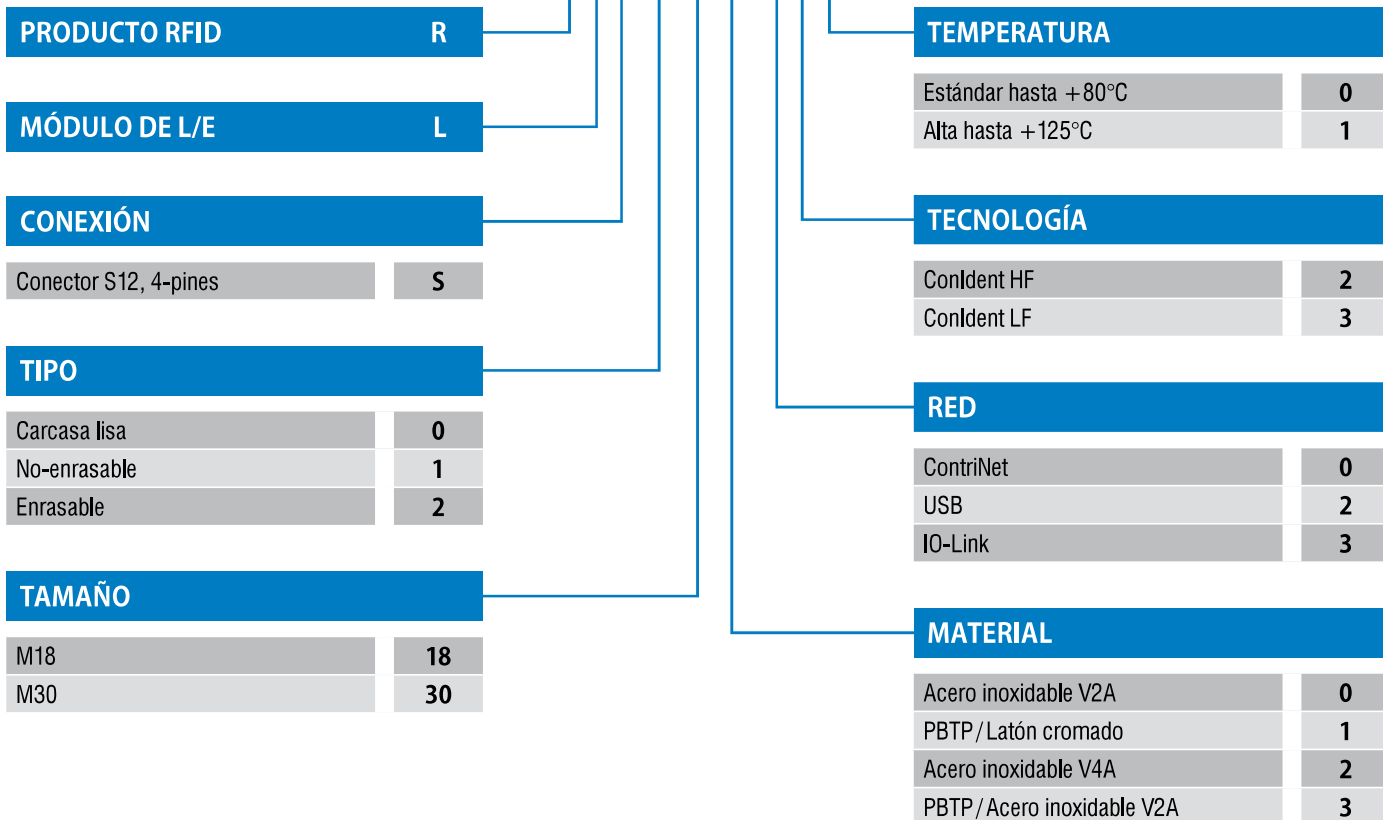 PRODUCTO RFID R
MÓDULO DE L/E L
CONEXIÓN
Conector S12, 4-pines S
TIPO
Carcasa lisa 0
No-enrasable 1
Enrasable 2
TAMAÑO
M18 18
M30 30
TEMPERATURA
Estándar hasta +80°C 0
Alta hasta +125°C 1
TECNOLOGÍA
ConIdent HF 2
ConIdent LF 3
RED
ContriNet 0
USB 2
IO-Link 3
MATERIAL
Acero inoxidable V2A 0
PBTP/Latón cromado 1
Acero inoxidable V4A 2
PBTP/Acero inoxidable V2A 3